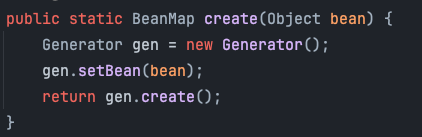 public static BeanMap create(Object bean) {
    Generator gen = new Generator();
    gen.setBean(bean);
    return gen.create();
}